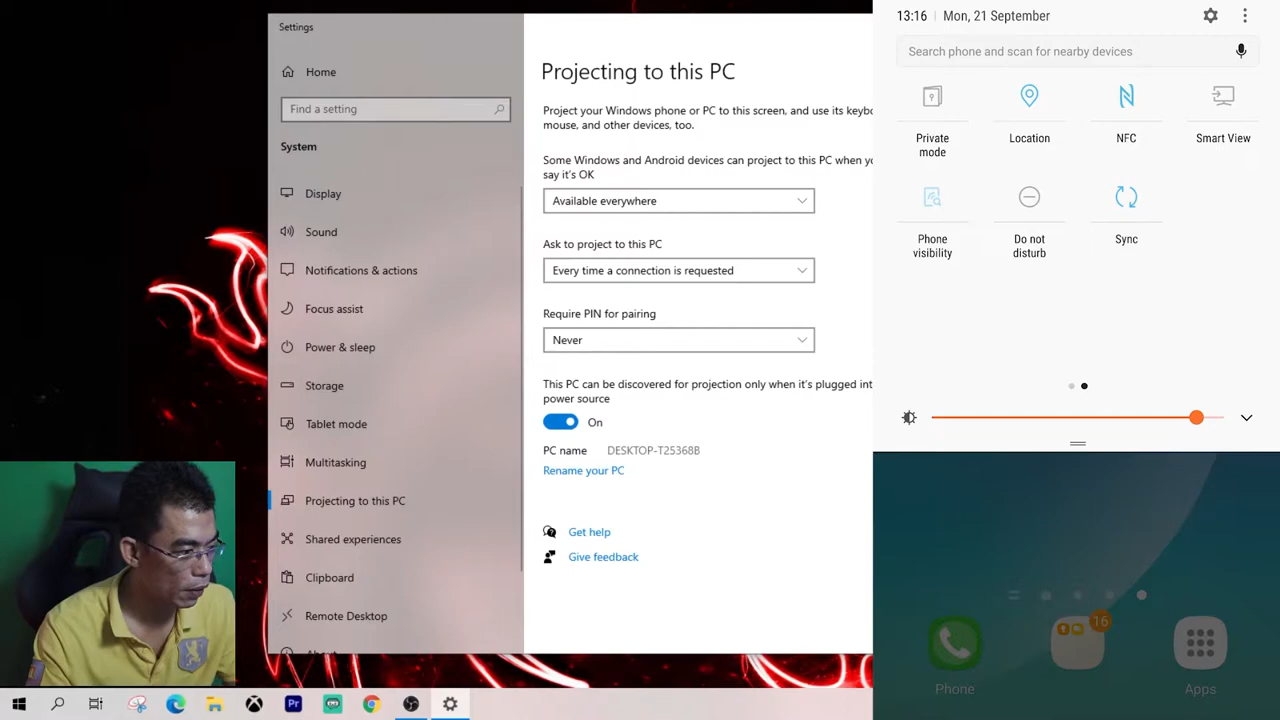 Settings
Home
Find a setting
System
Display
Sound
Notifications & actions
Focus assist
Power & sleep
Storage
Tablet mode
Multitasking
Projecting to this PC
Shared experiences
Clipboard
Remote Desktop
Projecting to this PC
Project your Windows phone or PC to this screen, and use its
mouse, and other devices, too.
Some Windows and Android devices can project to this PC when
say it's OK
Available everywhere
Ask to project to this PC
Every time a connection is requested
Require PIN for pairing
Never
This PC can be discovered for projection only when it's plugged
power source
On
PC name DESKTOP-T25368B
Rename your PC
Get help
Give feedback
Pr
13:16 Mon, 21 September
Search phone and scan for nearby devices
Private
mode
Location
NFC
Smart View
Phone
visibility
Do not
disturb
Sync
16
Phone
Apps